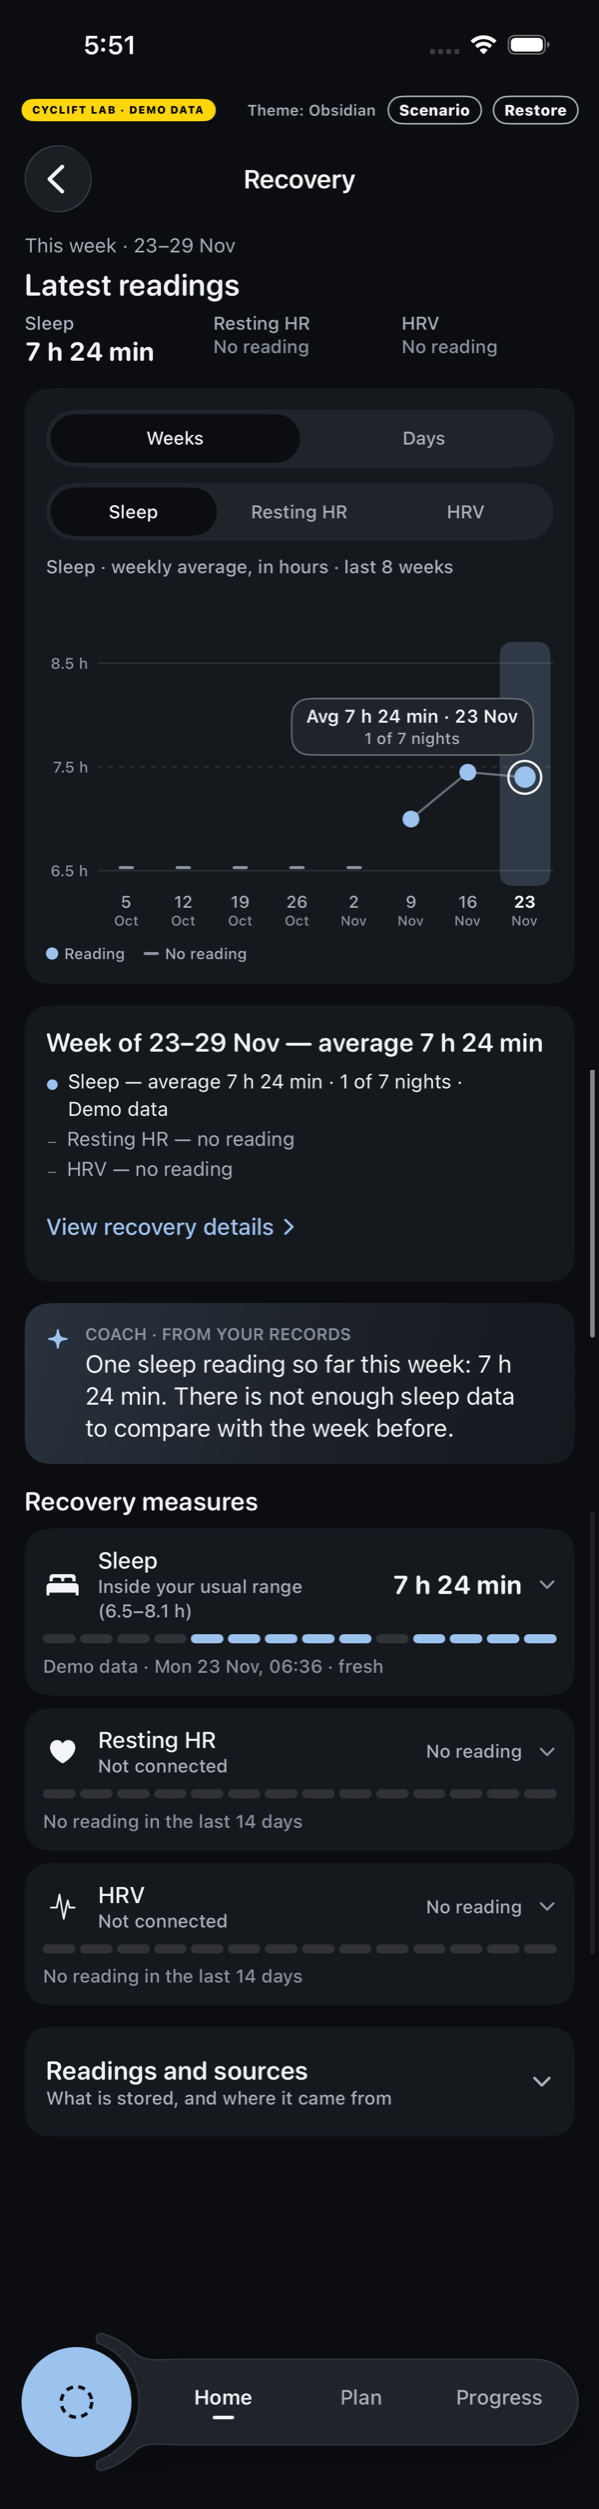 5:51
CYCLIFT LAB · DEMO DATA
Theme: Obsidian
Scenario
Restore
Recovery
This week · 23–29 Nov
Latest readings
Sleep
7 h 24 min
Resting HR
No reading
HRV
No reading
Weeks
Days
Sleep
Resting HR
HRV
Sleep · weekly average, in hours · last 8 weeks
8.5 h
Avg 7 h 24 min · 23 Nov
1 of 7 nights
7.5 h
6.5 h
5 Oct
12 Oct
19 Oct
26 Oct
2 Nov
9 Nov
16 Nov
23 Nov
Reading
No reading
Week of 23–29 Nov — average 7 h 24 min
Sleep — average 7 h 24 min · 1 of 7 nights ·
Demo data
– Resting HR — no reading
– HRV — no reading
View recovery details
COACH · FROM YOUR RECORDS
One sleep reading so far this week: 7 h
24 min. There is not enough sleep data
to compare with the week before.
Recovery measures
Sleep
Inside your usual range
(6.5–8.1 h)
7 h 24 min
Demo data · Mon 23 Nov, 06:36 · fresh
Resting HR
Not connected
No reading
No reading in the last 14 days
HRV
Not connected
No reading
No reading in the last 14 days
Readings and sources
What is stored, and where it came from
Home
Plan
Progress